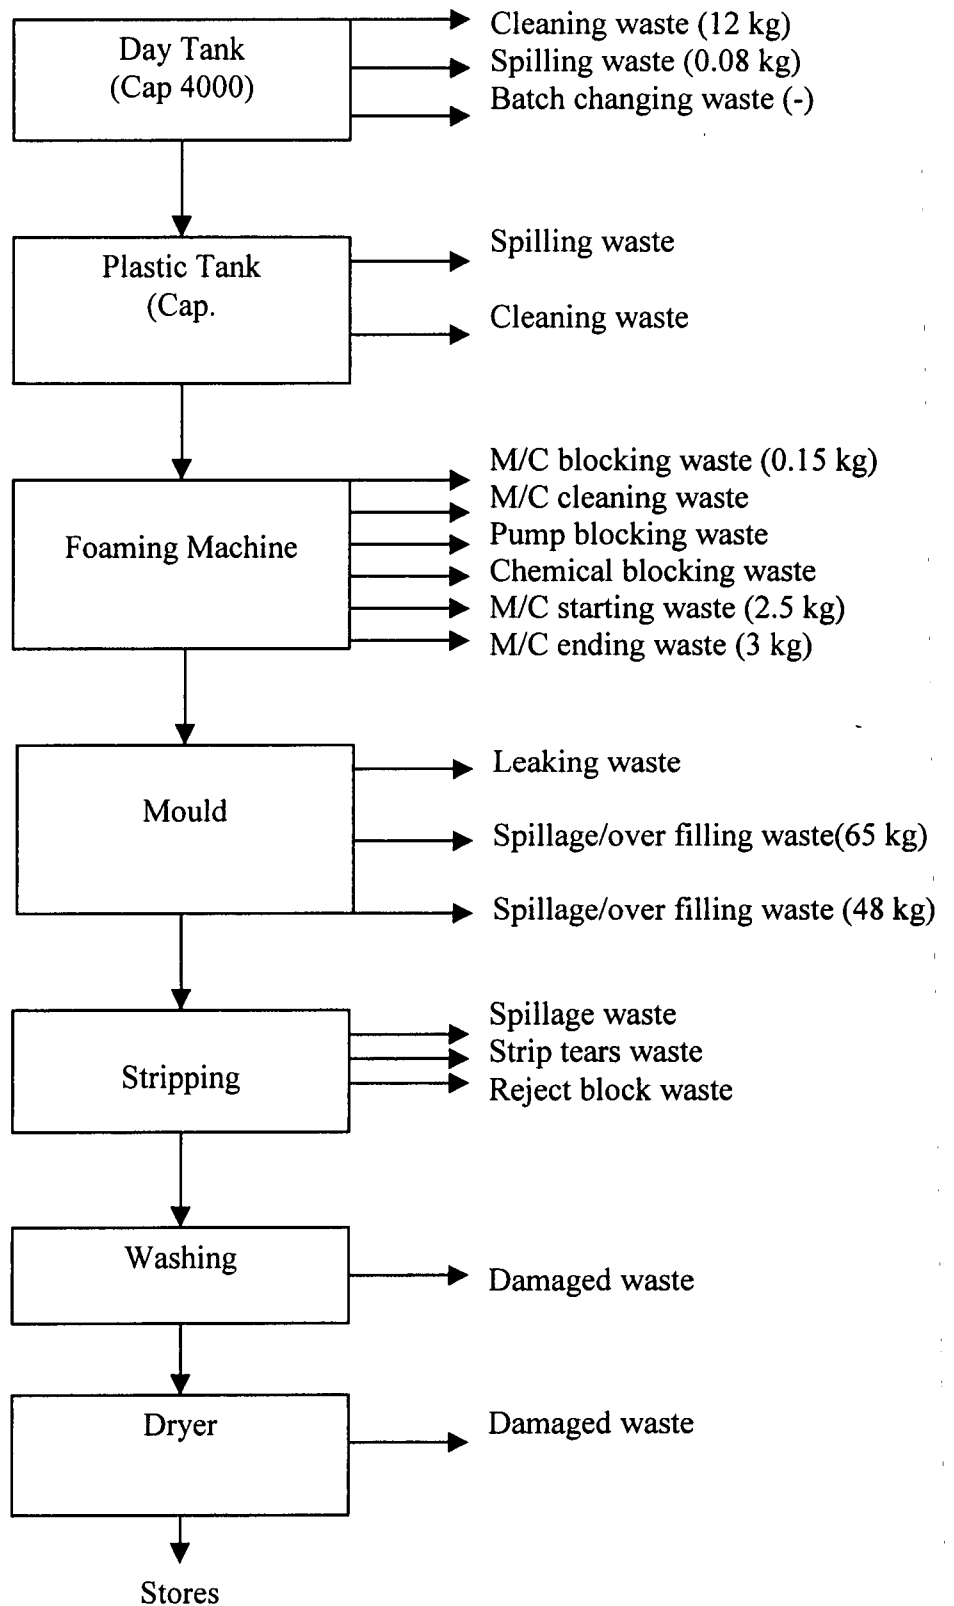 Day Tank
(Cap 4000)
Cleaning waste (12 kg)
Spilling waste (0.08 kg)
Batch changing waste (-)
Plastic Tank
(Cap.
Spilling waste
Cleaning waste
Foaming Machine
M/C blocking waste (0.15 kg)
M/C cleaning waste
Pump blocking waste
Chemical blocking waste
M/C starting waste (2.5 kg)
M/C ending waste (3 kg)
Mould
Leaking waste
Spillage/over filling waste(65 kg)
Spillage/over filling waste (48 kg)
Stripping
Spillage waste
Strip tears waste
Reject block waste
Washing
Damaged waste
Dryer
Damaged waste
Stores